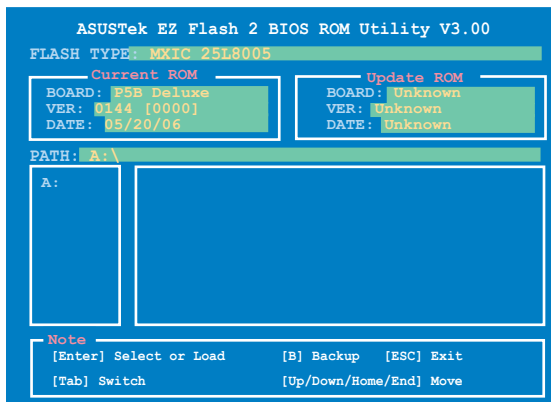 ASUSTek EZ Flash 2 BIOS ROM Utility V3.00
FLASH TYPE: MXIC 25L8005
Current ROM
BOARD: P5B Deluxe
VER: 0144 [0000]
DATE: 05/20/06
Update ROM
BOARD: Unknown
VER: Unknown
DATE: Unknown
PATH: A:\
A:
Note
[Enter] Select or Load [B] Backup [ESC] Exit
[Tab] Switch [Up/Down/Home/End] Move